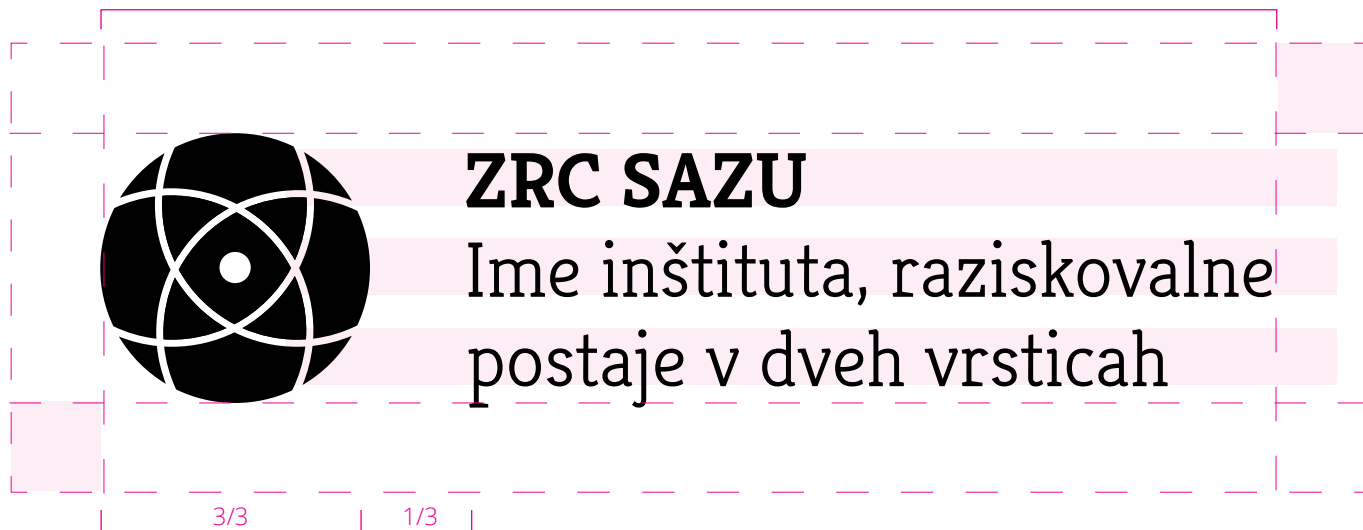 ZRC SAZU
Ime inštituta, raziskovalne
postaje v dveh vrsticah
3/3 1/3